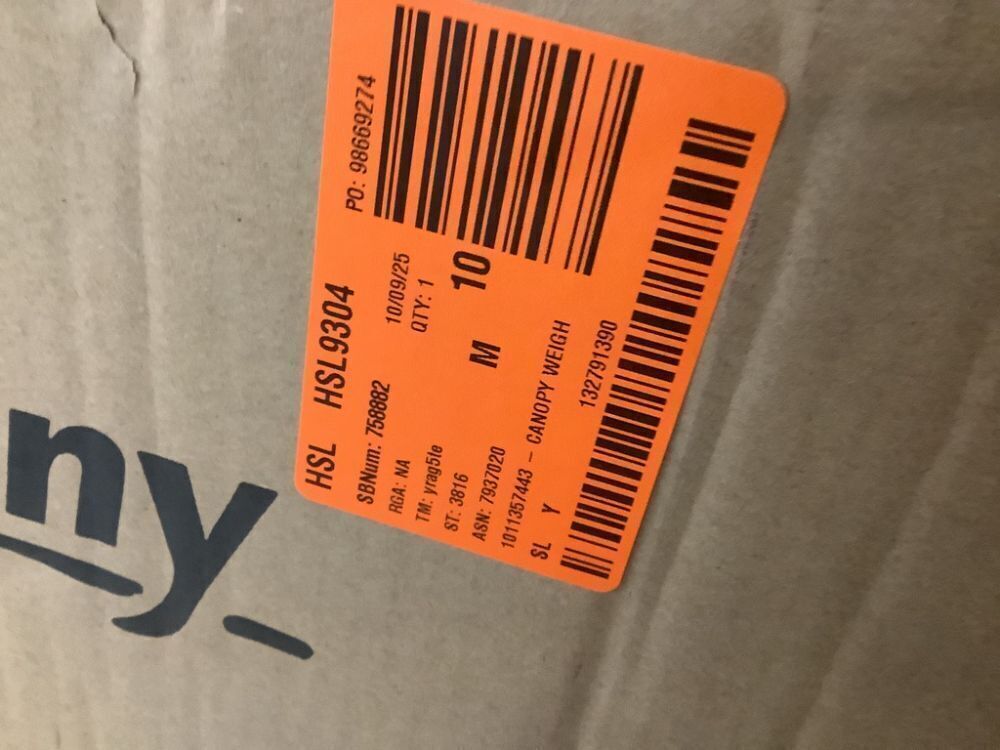 HSL HSL9304 PO: 98669274
SBNum: 758882 10/09/25
RGA: NA QTY: 1
TM: yrag5te
ST: 3816 M 10
ASN: 7937020
1011357443 – CANOPY WEIGH
SL Y 132791390
ny